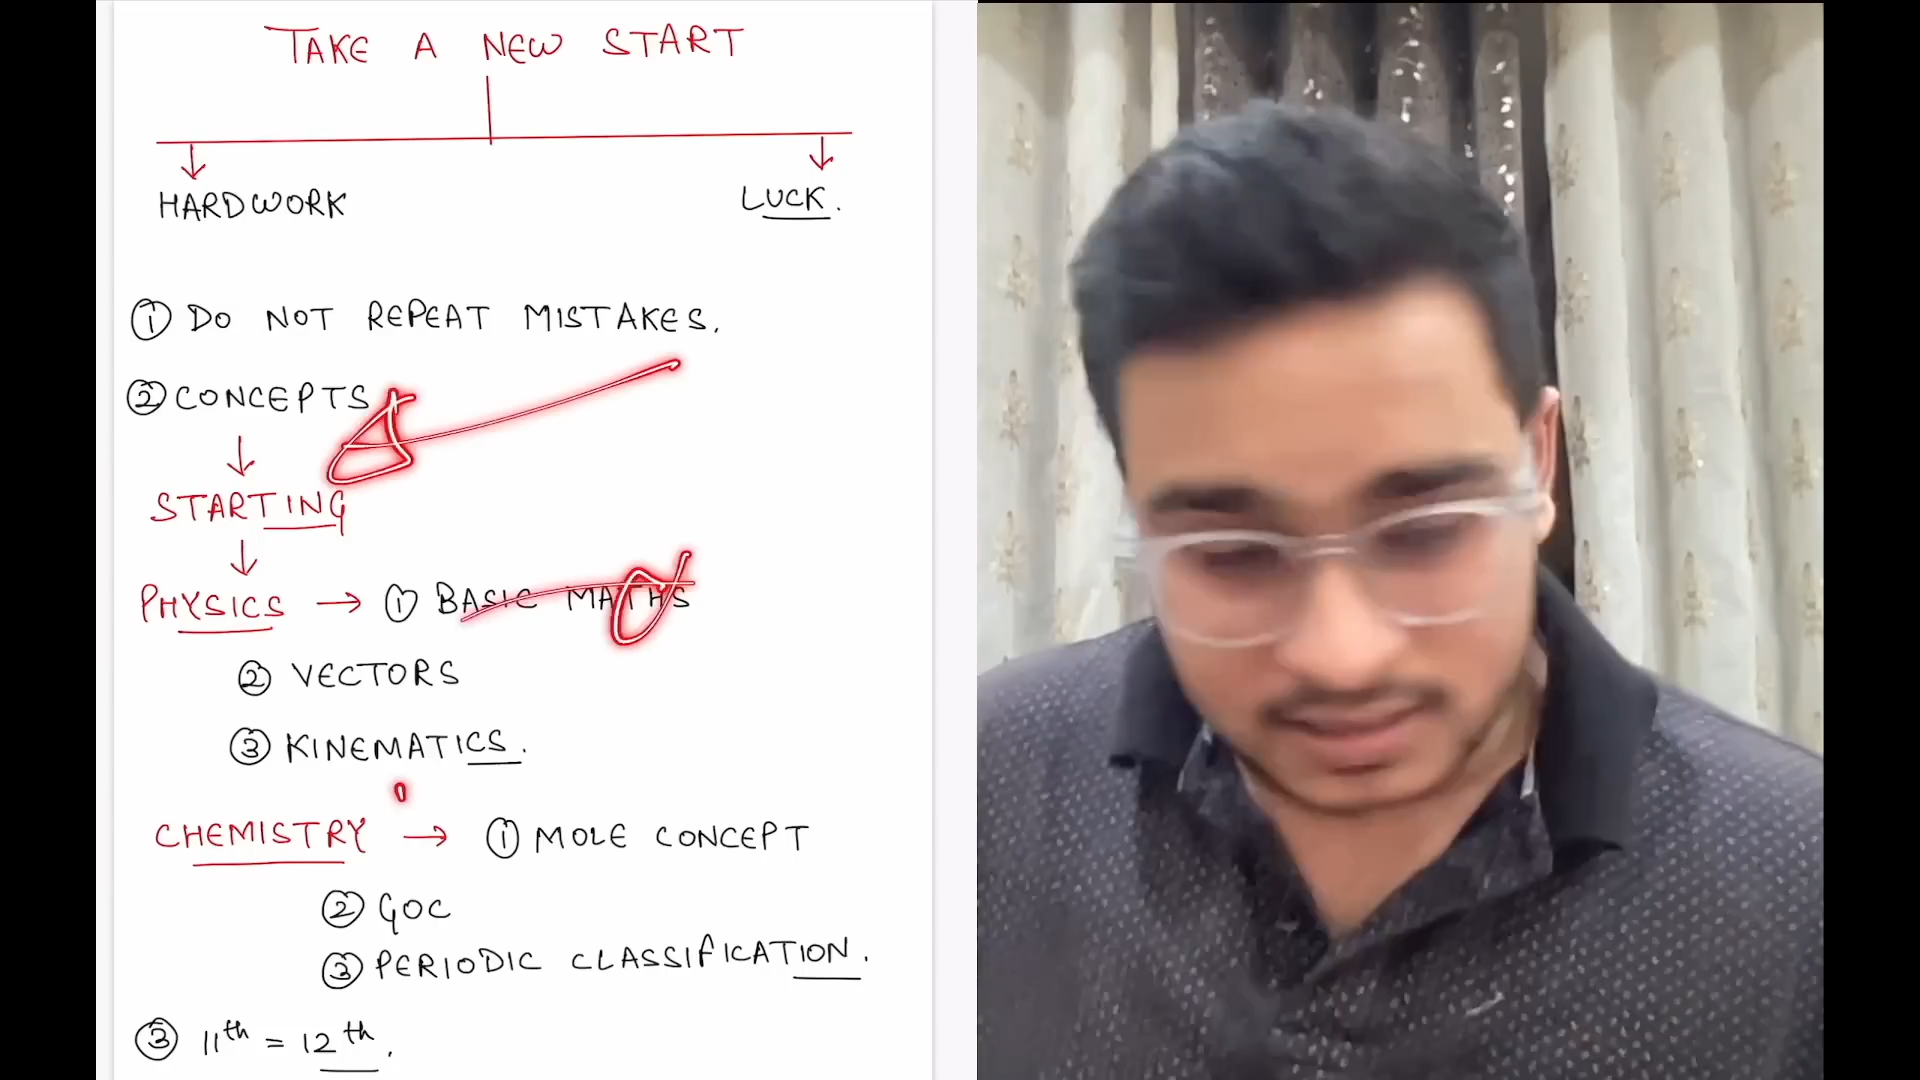 TAKE A NEW START
HARDWORK LUCK.
① DO NOT REPEAT MISTAKES.
② CONCEPTS
↓
STARTING
↓
PHYSICS → ① BASIC MATHS
② VECTORS
③ KINEMATICS.
CHEMISTRY → ① MOLE CONCEPT
② GOC
③ PERIODIC CLASSIFICATION.
③ 11th = 12th.